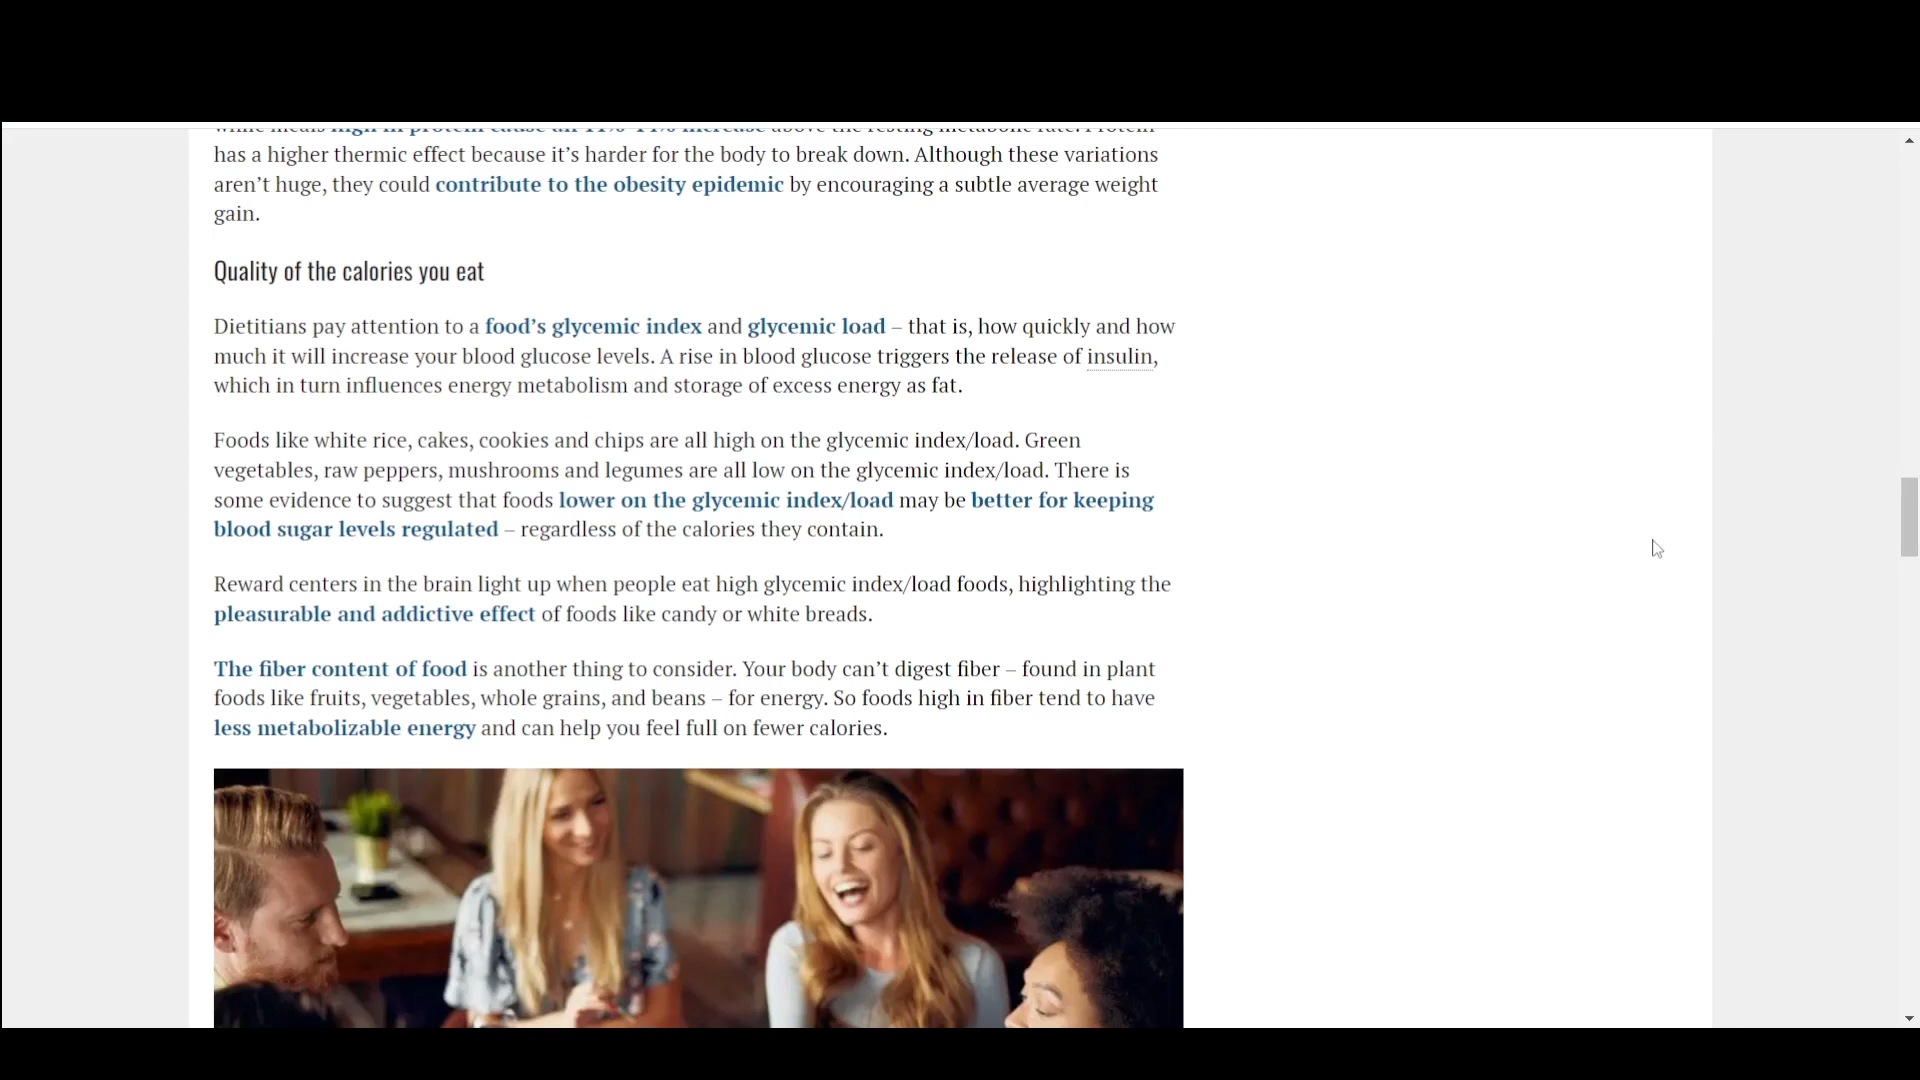 has a higher thermic effect because it’s harder for the body to break down. Although these variations
aren’t huge, they could contribute to the obesity epidemic by encouraging a subtle average weight
gain.
Quality of the calories you eat
Dietitians pay attention to a food’s glycemic index and glycemic load – that is, how quickly and how
much it will increase your blood glucose levels. A rise in blood glucose triggers the release of insulin,
which in turn influences energy metabolism and storage of excess energy as fat.
Foods like white rice, cakes, cookies and chips are all high on the glycemic index/load. Green
vegetables, raw peppers, mushrooms and legumes are all low on the glycemic index/load. There is
some evidence to suggest that foods lower on the glycemic index/load may be better for keeping
blood sugar levels regulated – regardless of the calories they contain.
Reward centers in the brain light up when people eat high glycemic index/load foods, highlighting the
pleasurable and addictive effect of foods like candy or white breads.
The fiber content of food is another thing to consider. Your body can’t digest fiber – found in plant
foods like fruits, vegetables, whole grains, and beans – for energy. So foods high in fiber tend to have
less metabolizable energy and can help you feel full on fewer calories.